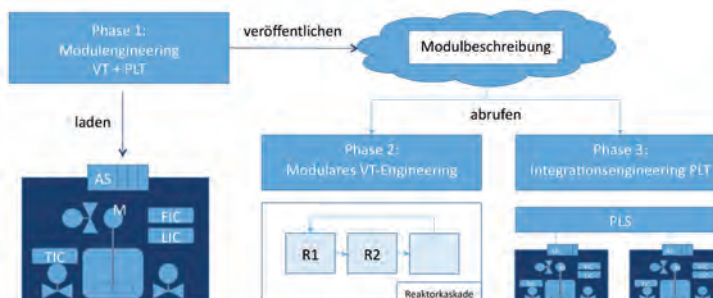 Phase 1:
Modulengineering
VT + PLT
veröffentlichen
Modulbeschreibung
laden
abrufen
Phase 2:
Modulares VT-Engineering
Phase 3:
Integrationsengineering PLT
AS
M
FIC
LIC
TIC
R1
R2
Reaktorkaskade
PLS